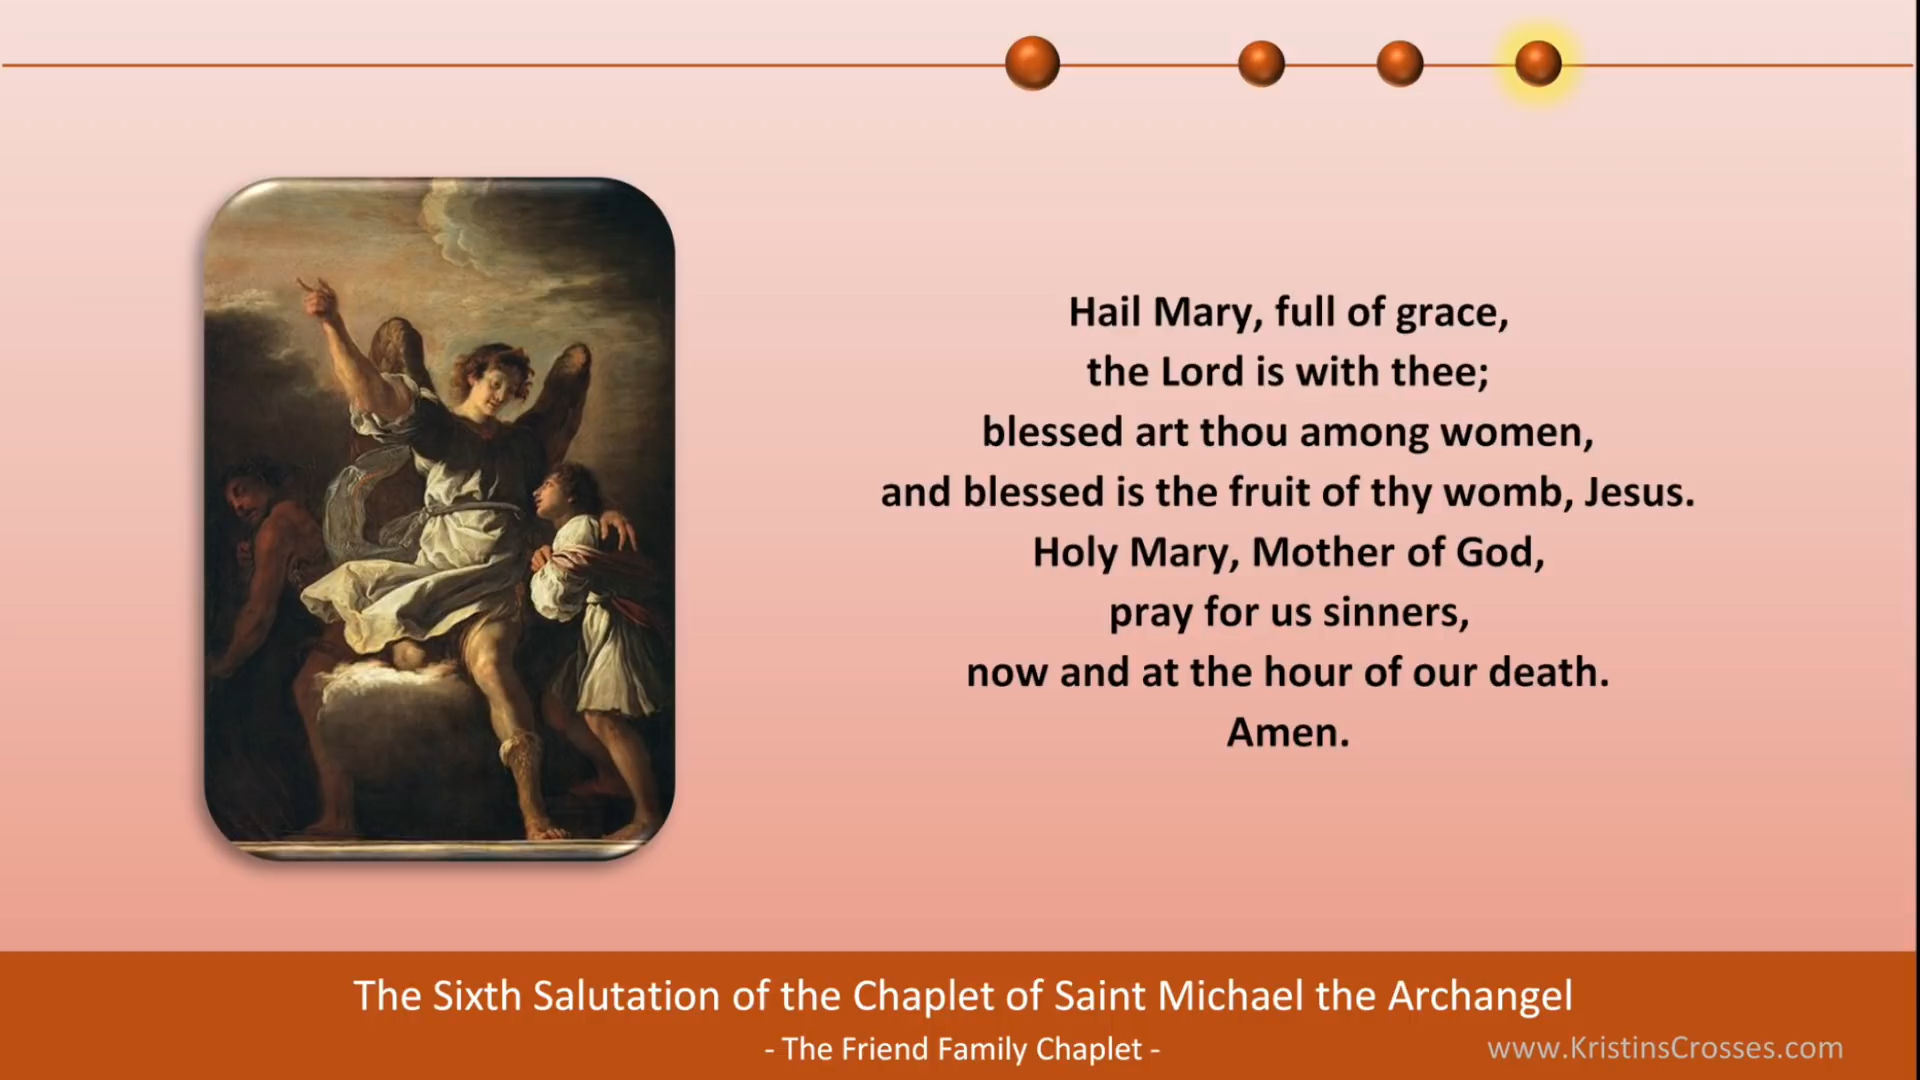 Hail Mary, full of grace,
the Lord is with thee;
blessed art thou among women,
and blessed is the fruit of thy womb, Jesus.
Holy Mary, Mother of God,
pray for us sinners,
now and at the hour of our death.
Amen.
The Sixth Salutation of the Chaplet of Saint Michael the Archangel
- The Friend Family Chaplet -
www.KristinsCrosses.com